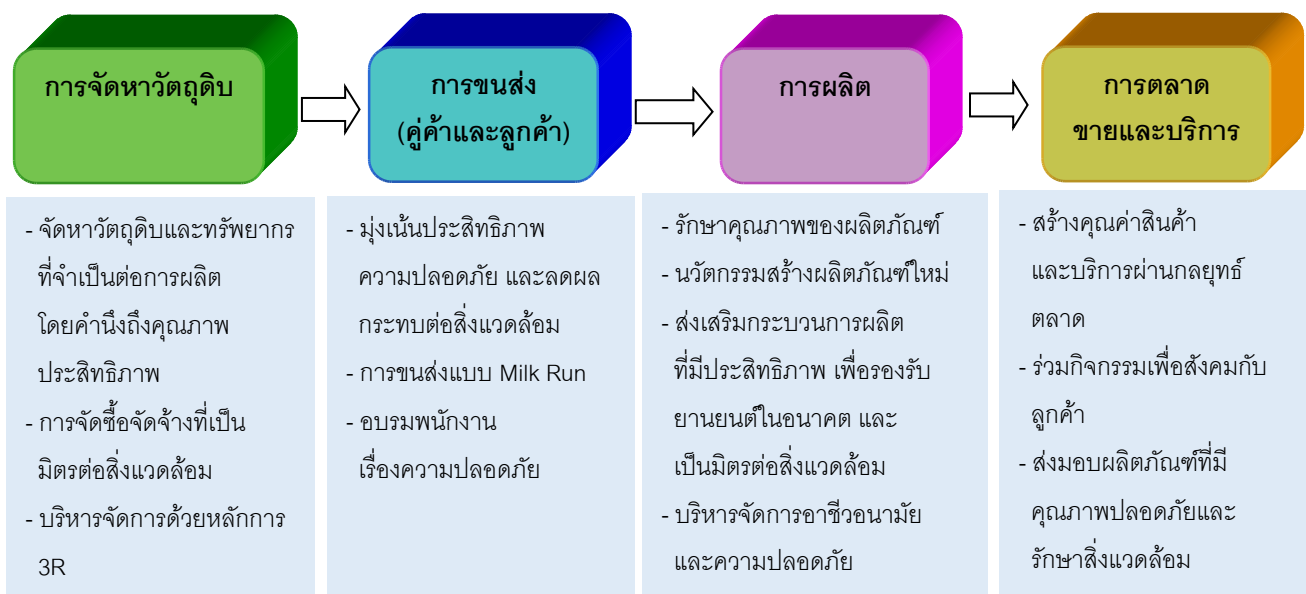 การจัดหาวัตถุดิบ
การขนส่ง
(คู่ค้าและลูกค้า)
การผลิต
การตลาด
ขายและบริการ
- จัดหาวัตถุดิบและทรัพยากร
ที่จำเป็นต่อการผลิต
โดยคำนึงถึงคุณภาพ
ประสิทธิภาพ
- การจัดซื้อจัดจ้างที่เป็น
มิตรต่อสิ่งแวดล้อม
- บริหารจัดการด้วยหลักการ
3R
- มุ่งเน้นประสิทธิภาพ
ความปลอดภัย และลดผล
กระทบต่อสิ่งแวดล้อม
- การขนส่งแบบ Milk Run
- อบรมพนักงาน
เรื่องความปลอดภัย
- รักษาคุณภาพของผลิตภัณฑ์
- นวัตกรรมสร้างผลิตภัณฑ์ใหม่
- ส่งเสริมกระบวนการผลิต
ที่มีประสิทธิภาพ เพื่อรองรับ
ยานยนต์ในอนาคต และ
เป็นมิตรต่อสิ่งแวดล้อม
- บริหารจัดการอาชีวอนามัย
และความปลอดภัย
- สร้างคุณค่าสินค้า
และบริการผ่านกลยุทธ์
ตลาด
- ร่วมกิจกรรมเพื่อสังคมกับ
ลูกค้า
- ส่งมอบผลิตภัณฑ์ที่มี
คุณภาพปลอดภัยและ
รักษาสิ่งแวดล้อม